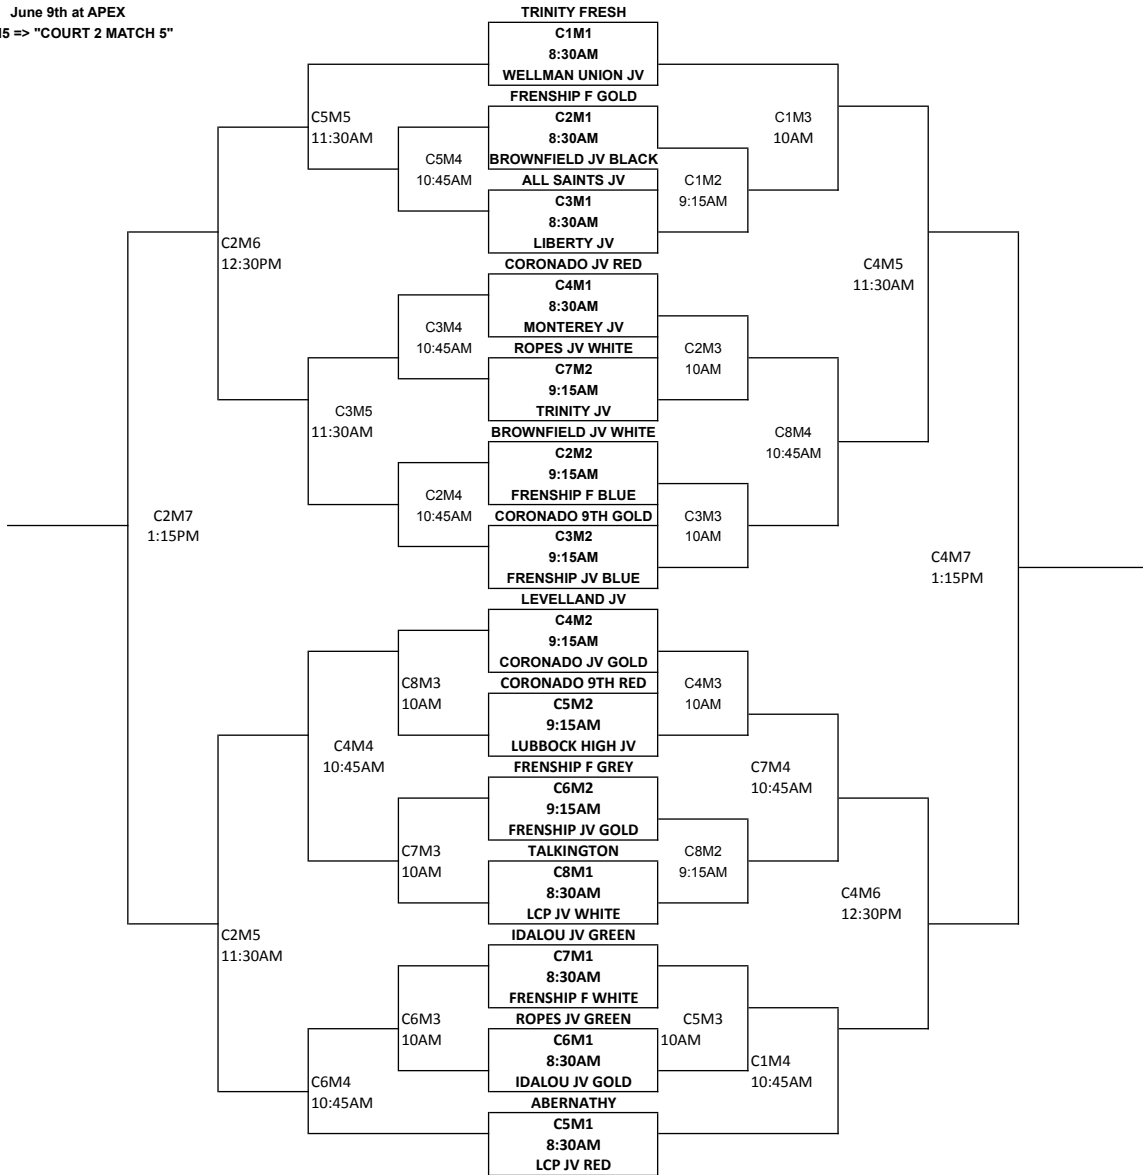 June 9th at APEX
15 => "COURT 2 MATCH 5"
TRINITY FRESH
C1M1
8:30AM
WELLMAN UNION JV
FRENSHIP F GOLD
C2M1
8:30AM
BROWNFIELD JV BLACK
ALL SAINTS JV
C3M1
8:30AM
LIBERTY JV
CORONADO JV RED
C4M1
8:30AM
MONTEREY JV
ROPES JV WHITE
C7M2
9:15AM
TRINITY JV
BROWNFIELD JV WHITE
C2M2
9:15AM
FRENSHIP F BLUE
CORONADO 9TH GOLD
C3M2
9:15AM
FRENSHIP JV BLUE
LEVELLAND JV
C4M2
9:15AM
CORONADO JV GOLD
CORONADO 9TH RED
C5M2
9:15AM
LUBBOCK HIGH JV
FRENSHIP F GREY
C6M2
9:15AM
FRENSHIP JV GOLD
TALKINGTON
C8M1
8:30AM
LCP JV WHITE
IDALOU JV GREEN
C7M1
8:30AM
FRENSHIP F WHITE
ROPES JV GREEN
C6M1
8:30AM
IDALOU JV GOLD
ABERNATHY
C5M1
8:30AM
LCP JV RED
C5M5
11:30AM
C5M4
10:45AM
C2M6
12:30PM
C3M4
10:45AM
C3M5
11:30AM
C2M4
10:45AM
C2M7
1:15PM
C8M3
10AM
C4M4
10:45AM
C7M3
10AM
C2M5
11:30AM
C6M3
10AM
C6M4
10:45AM
C1M3
10AM
C1M2
9:15AM
C4M5
11:30AM
C2M3
10AM
C8M4
10:45AM
C3M3
10AM
C4M7
1:15PM
C4M3
10AM
C7M4
10:45AM
C8M2
9:15AM
C4M6
12:30PM
C5M3
10AM
C1M4
10:45AM